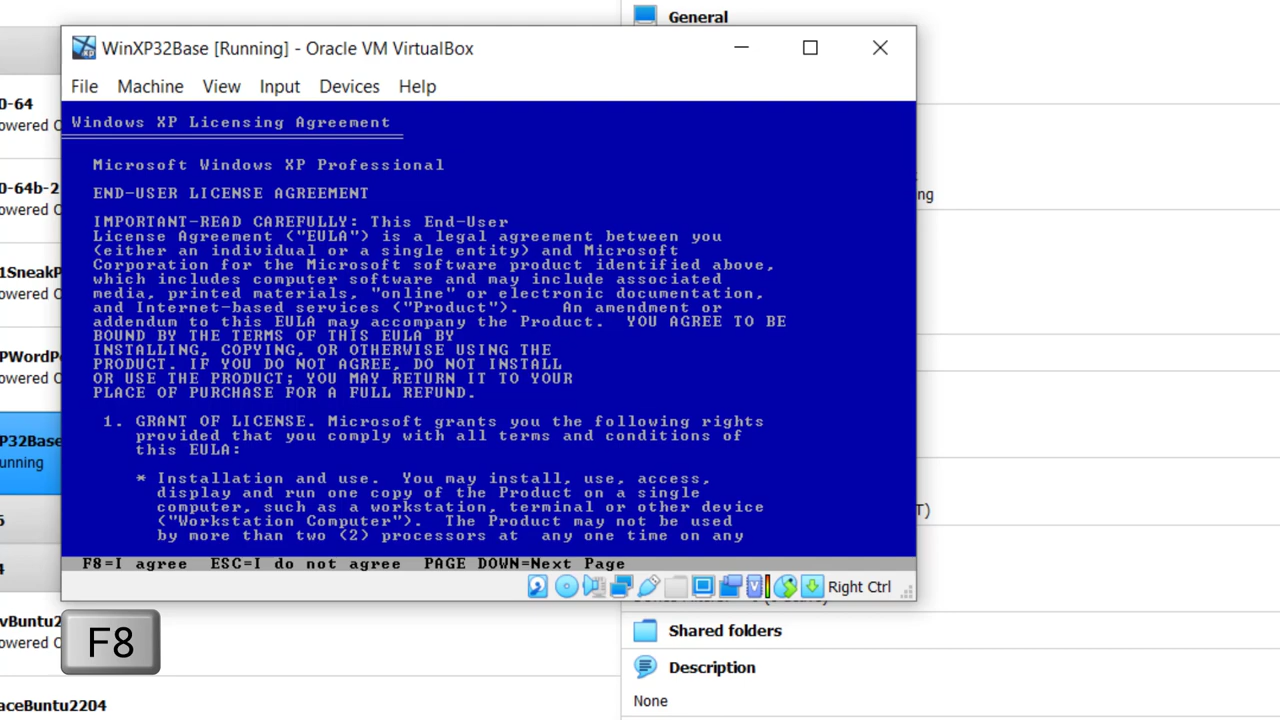 General
WinXP32Base [Running] - Oracle VM VirtualBox
File Machine View Input Devices Help
Windows XP Licensing Agreement
Microsoft Windows XP Professional
END-USER LICENSE AGREEMENT
IMPORTANT-READ CAREFULLY: This End-User
License Agreement ("EULA") is a legal agreement between you
(either an individual or a single entity) and Microsoft
Corporation for the Microsoft software product identified above,
which includes computer software and may include associated
media, printed materials, "online" or electronic documentation,
and Internet-based services ("Product").  An amendment or
addendum to this EULA may accompany the Product.  YOU AGREE TO BE
BOUND BY THE TERMS OF THIS EULA BY
INSTALLING, COPYING, OR OTHERWISE USING THE
PRODUCT. IF YOU DO NOT AGREE, DO NOT INSTALL
OR USE THE PRODUCT; YOU MAY RETURN IT TO YOUR
PLACE OF PURCHASE FOR A FULL REFUND.
1. GRANT OF LICENSE. Microsoft grants you the following rights
provided that you comply with all terms and conditions of
this EULA:
* Installation and use.  You may install, use, access,
display and run one copy of the Product on a single
computer, such as a workstation, terminal or other device
("Workstation Computer").  The Product may not be used
by more than two (2) processors at  any one time on any
F8=I agree   ESC=I do not agree   PAGE DOWN=Next Page
Right Ctrl
0-64
owered O
0-64b-2
owered O
1SneakP
owered O
PWordPe
owered O
P32Base
unning
5
4
vBuntu2
owered O
aceBuntu2204
F8
ng
T)
Shared folders
Description
None